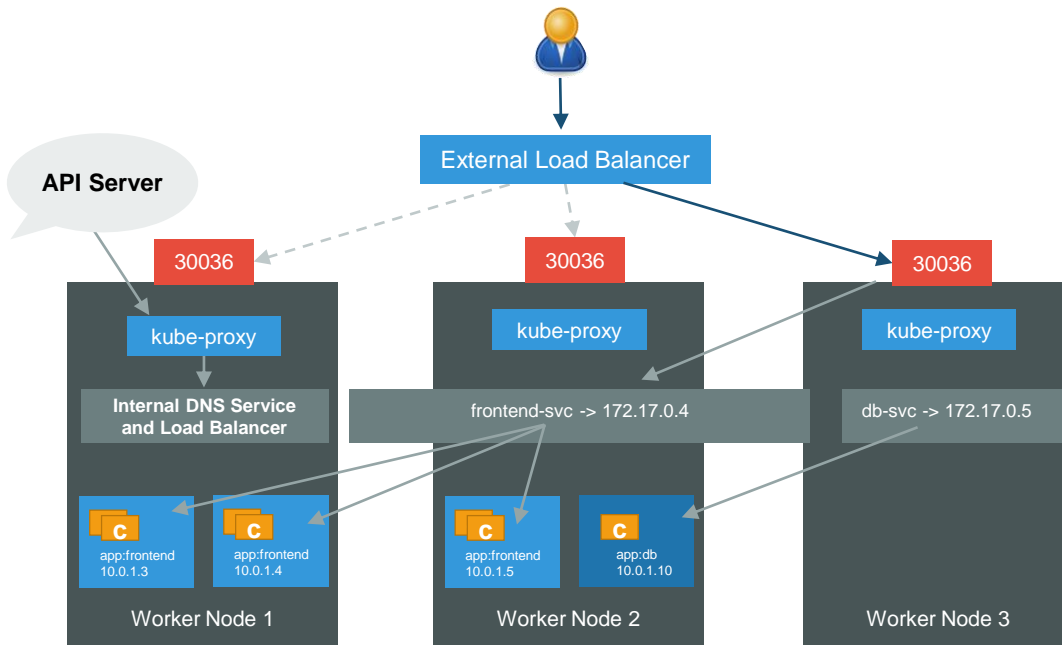 External Load Balancer
API Server
30036
30036
30036
kube-proxy
kube-proxy
kube-proxy
Internal DNS Service
and Load Balancer
frontend-svc -> 172.17.0.4
db-svc -> 172.17.0.5
c
app:frontend
10.0.1.3
c
app:frontend
10.0.1.4
c
app:frontend
10.0.1.5
c
app:db
10.0.1.10
Worker Node 1
Worker Node 2
Worker Node 3